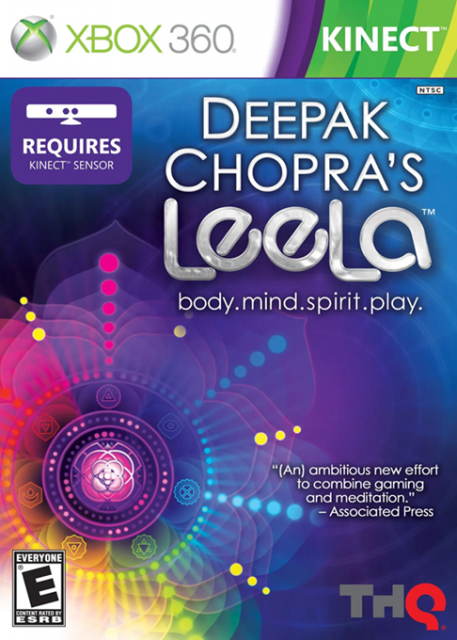 XBOX 360.
KINECT™
NTSC
REQUIRES
KINECT™ SENSOR
DEEPAK
CHOPRA'S
Leela™
body.mind.spirit.play.
“(An) ambitious new effort
to combine gaming
and meditation.”
– Associated Press
EVERYONE
E
CONTENT RATED BY
ESRB
THQ